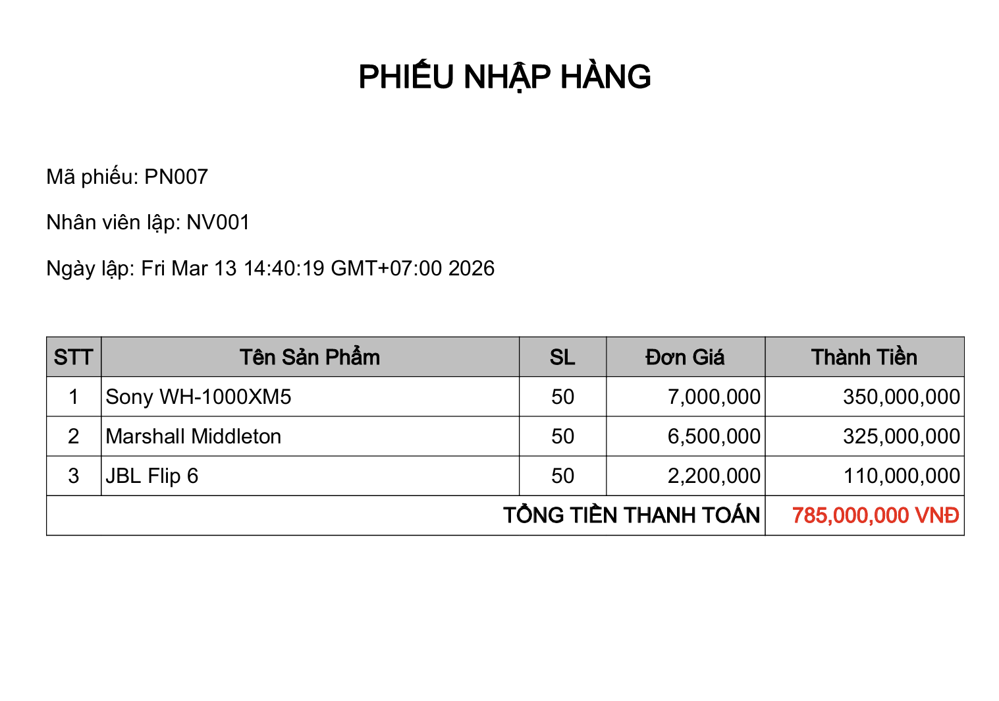 PHIẾU NHẬP HÀNG
Mã phiếu: PN007
Nhân viên lập: NV001
Ngày lập: Fri Mar 13 14:40:19 GMT+07:00 2026
STT Tên Sản Phẩm SL Đơn Giá Thành Tiền
1 Sony WH-1000XM5 50 7,000,000 350,000,000
2 Marshall Middleton 50 6,500,000 325,000,000
3 JBL Flip 6 50 2,200,000 110,000,000
TỔNG TIỀN THANH TOÁN 785,000,000 VNĐ